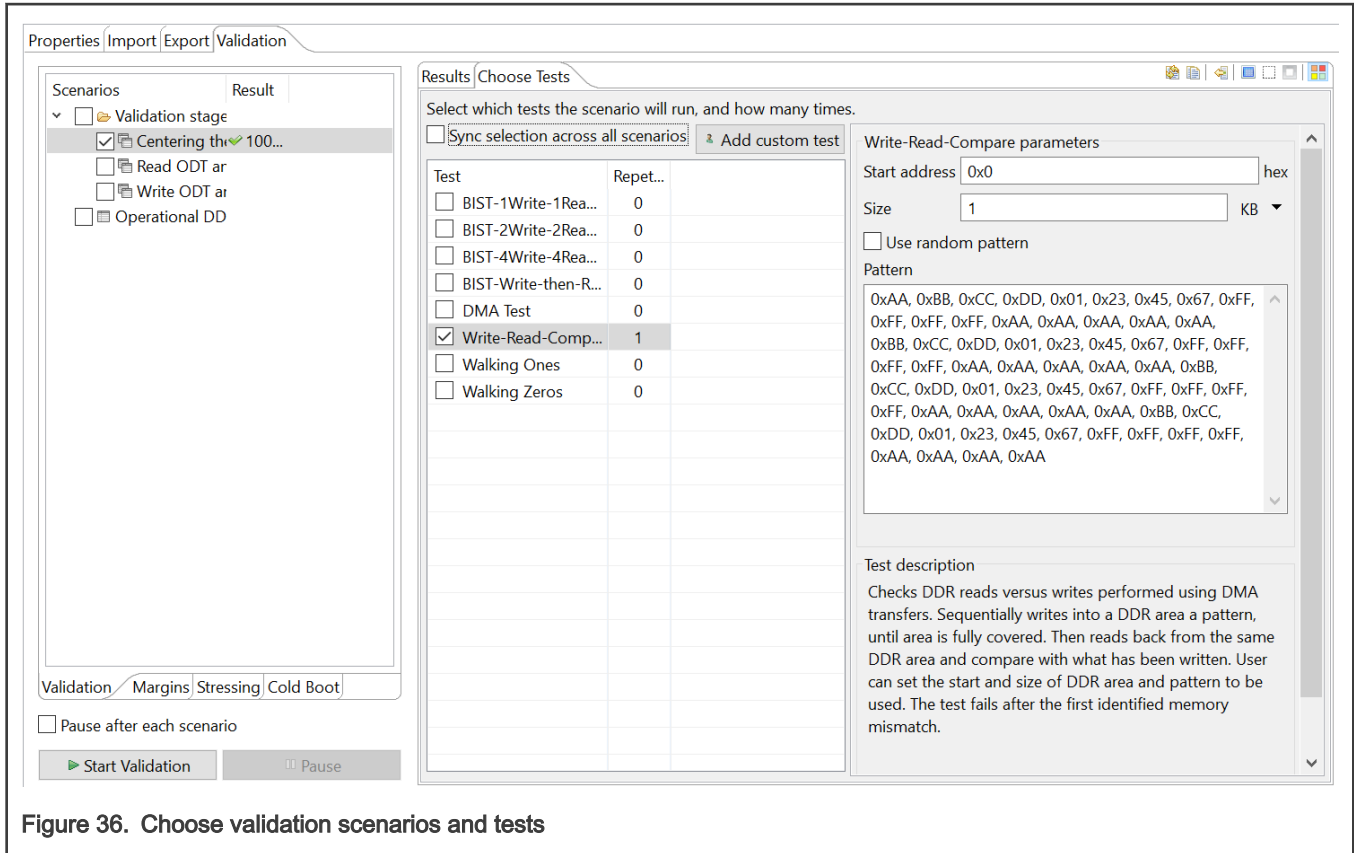 Properties Import Export Validation
Scenarios Result
Validation stage
Centering the 100...
Read ODT ar
Write ODT ar
Operational DD
Validation Margins Stressing Cold Boot
Pause after each scenario
Start Validation Pause
Results Choose Tests
Select which tests the scenario will run, and how many times.
Sync selection across all scenarios Add custom test
Test Repet...
BIST-1Write-1Rea... 0
BIST-2Write-2Rea... 0
BIST-4Write-4Rea... 0
BIST-Write-then-R... 0
DMA Test 0
Write-Read-Comp... 1
Walking Ones 0
Walking Zeros 0
Write-Read-Compare parameters
Start address 0x0 hex
Size 1 KB
Use random pattern
Pattern
0xAA, 0xBB, 0xCC, 0xDD, 0x01, 0x23, 0x45, 0x67, 0xFF,
0xFF, 0xFF, 0xFF, 0xAA, 0xAA, 0xAA, 0xAA, 0xAA,
0xBB, 0xCC, 0xDD, 0x01, 0x23, 0x45, 0x67, 0xFF, 0xFF,
0xFF, 0xFF, 0xAA, 0xAA, 0xAA, 0xAA, 0xAA, 0xBB,
0xCC, 0xDD, 0x01, 0x23, 0x45, 0x67, 0xFF, 0xFF, 0xFF,
0xFF, 0xAA, 0xAA, 0xAA, 0xAA, 0xAA, 0xBB, 0xCC,
0xDD, 0x01, 0x23, 0x45, 0x67, 0xFF, 0xFF, 0xFF, 0xFF,
0xAA, 0xAA, 0xAA, 0xAA
Test description
Checks DDR reads versus writes performed using DMA
transfers. Sequentially writes into a DDR area a pattern,
until area is fully covered. Then reads back from the same
DDR area and compare with what has been written. User
can set the start and size of DDR area and pattern to be
used. The test fails after the first identified memory
mismatch.
Figure 36. Choose validation scenarios and tests